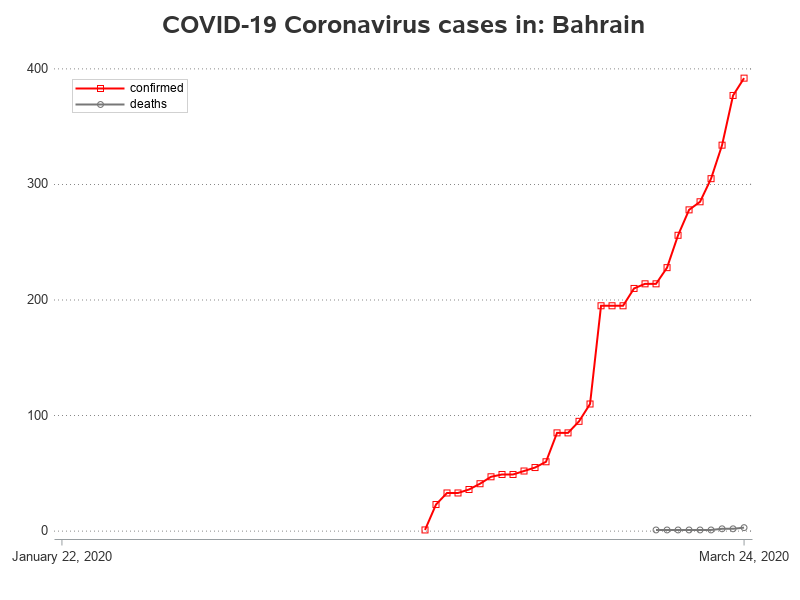 COVID-19 Coronavirus cases in: Bahrain
400
confirmed
deaths
300
200
100
0
January 22, 2020
March 24, 2020